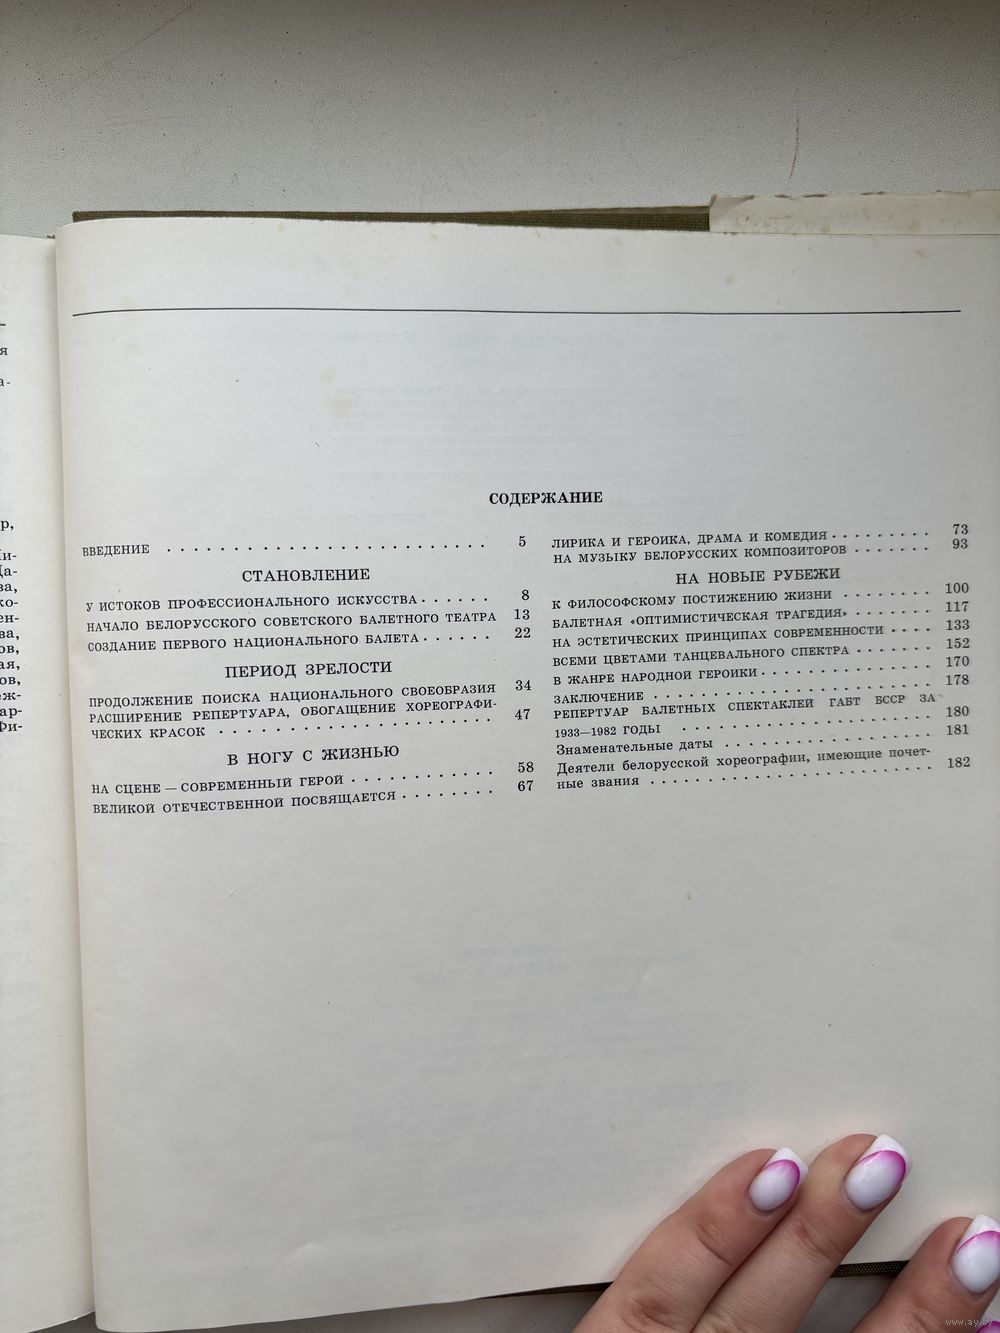 я
а-
р,
СОДЕРЖАНИЕ
ВВЕДЕНИЕ . . . . . . . . . . . . . . . . . . . . . . . . . 5
СТАНОВЛЕНИЕ
У ИСТОКОВ ПРОФЕССИОНАЛЬНОГО ИСКУССТВА . . . . . . 8
НАЧАЛО БЕЛОРУССКОГО СОВЕТСКОГО БАЛЕТНОГО ТЕАТРА 13
СОЗДАНИЕ ПЕРВОГО НАЦИОНАЛЬНОГО БАЛЕТА . . . . . . 22
ПЕРИОД ЗРЕЛОСТИ
ПРОДОЛЖЕНИЕ ПОИСКА НАЦИОНАЛЬНОГО СВОЕОБРАЗИЯ 34
РАСШИРЕНИЕ РЕПЕРТУАРА, ОБОГАЩЕНИЕ ХОРЕОГРАФИ-
ЧЕСКИХ КРАСОК . . . . . . . . . . . . . . . . . . . . . 47
В НОГУ С ЖИЗНЬЮ
НА СЦЕНЕ — СОВРЕМЕННЫЙ ГЕРОЙ . . . . . . . . . . . 58
ВЕЛИКОЙ ОТЕЧЕСТВЕННОЙ ПОСВЯЩАЕТСЯ . . . . . . . . 67
ЛИРИКА И ГЕРОИКА, ДРАМА И КОМЕДИЯ . . . . . . . . . 73
НА МУЗЫКУ БЕЛОРУССКИХ КОМПОЗИТОРОВ . . . . . . . 93
НА НОВЫЕ РУБЕЖИ
К ФИЛОСОФСКОМУ ПОСТИЖЕНИЮ ЖИЗНИ . . . . . . . . 100
БАЛЕТНАЯ «ОПТИМИСТИЧЕСКАЯ ТРАГЕДИЯ» . . . . . . . 117
НА ЭСТЕТИЧЕСКИХ ПРИНЦИПАХ СОВРЕМЕННОСТИ . . . . 133
ВСЕМИ ЦВЕТАМИ ТАНЦЕВАЛЬНОГО СПЕКТРА . . . . . . . 152
В ЖАНРЕ НАРОДНОЙ ГЕРОИКИ . . . . . . . . . . . . . . 170
ЗАКЛЮЧЕНИЕ . . . . . . . . . . . . . . . . . . . . . . 178
РЕПЕРТУАР БАЛЕТНЫХ СПЕКТАКЛЕЙ ГАБТ БССР ЗА
1933—1982 ГОДЫ . . . . . . . . . . . . . . . . . . . . 180
Знаменательные даты . . . . . . . . . . . . . . . . . 181
Деятели белорусской хореографии, имеющие почет-
ные звания . . . . . . . . . . . . . . . . . . . . . . 182
www.ay.by